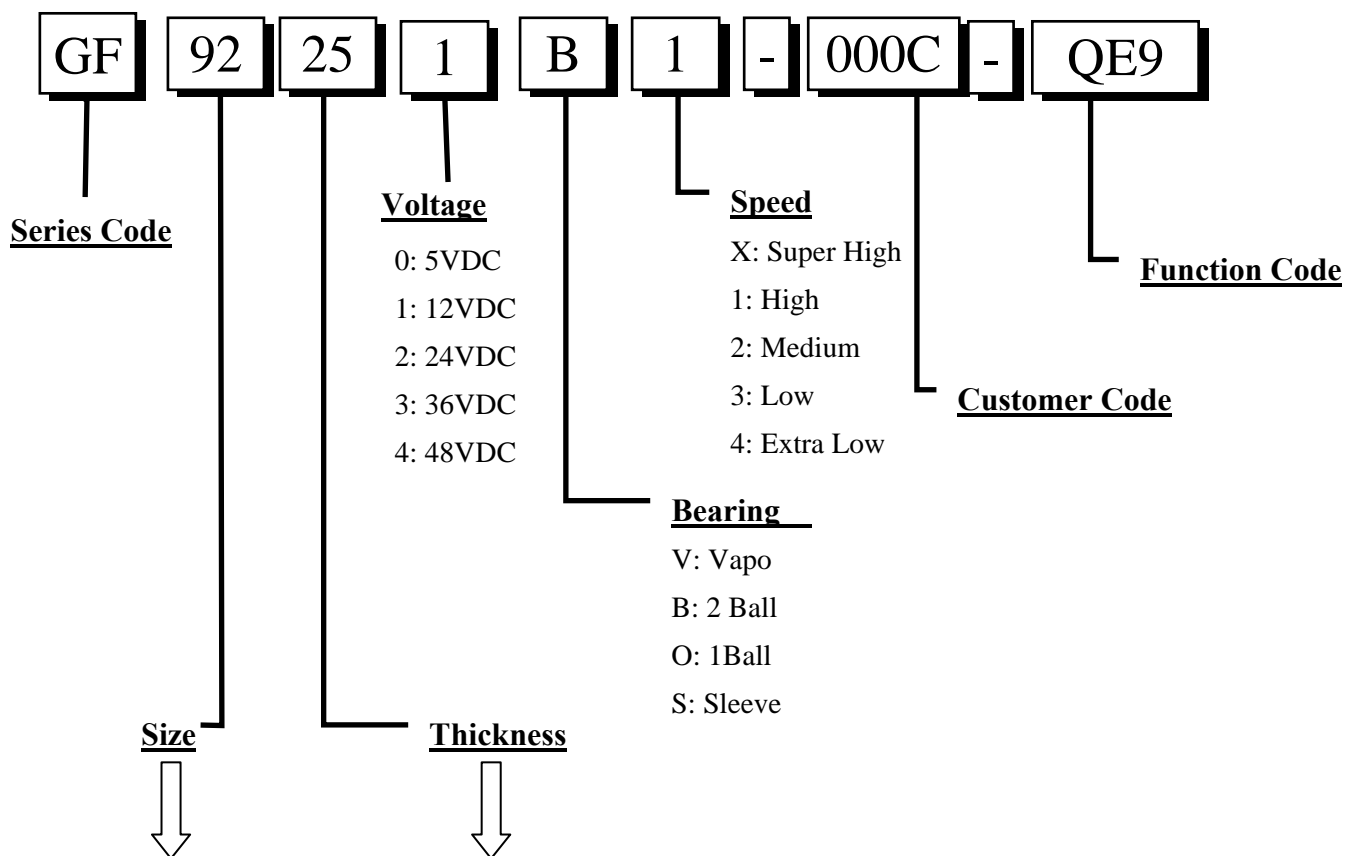 GF 92 25 1 B 1 - 000C - QE9
Series Code
Voltage
0: 5VDC
1: 12VDC
2: 24VDC
3: 36VDC
4: 48VDC
Speed
X: Super High
1: High
2: Medium
3: Low
4: Extra Low
Function Code
Customer Code
Bearing
V: Vapo
B: 2 Ball
O: 1Ball
S: Sleeve
Size
Thickness